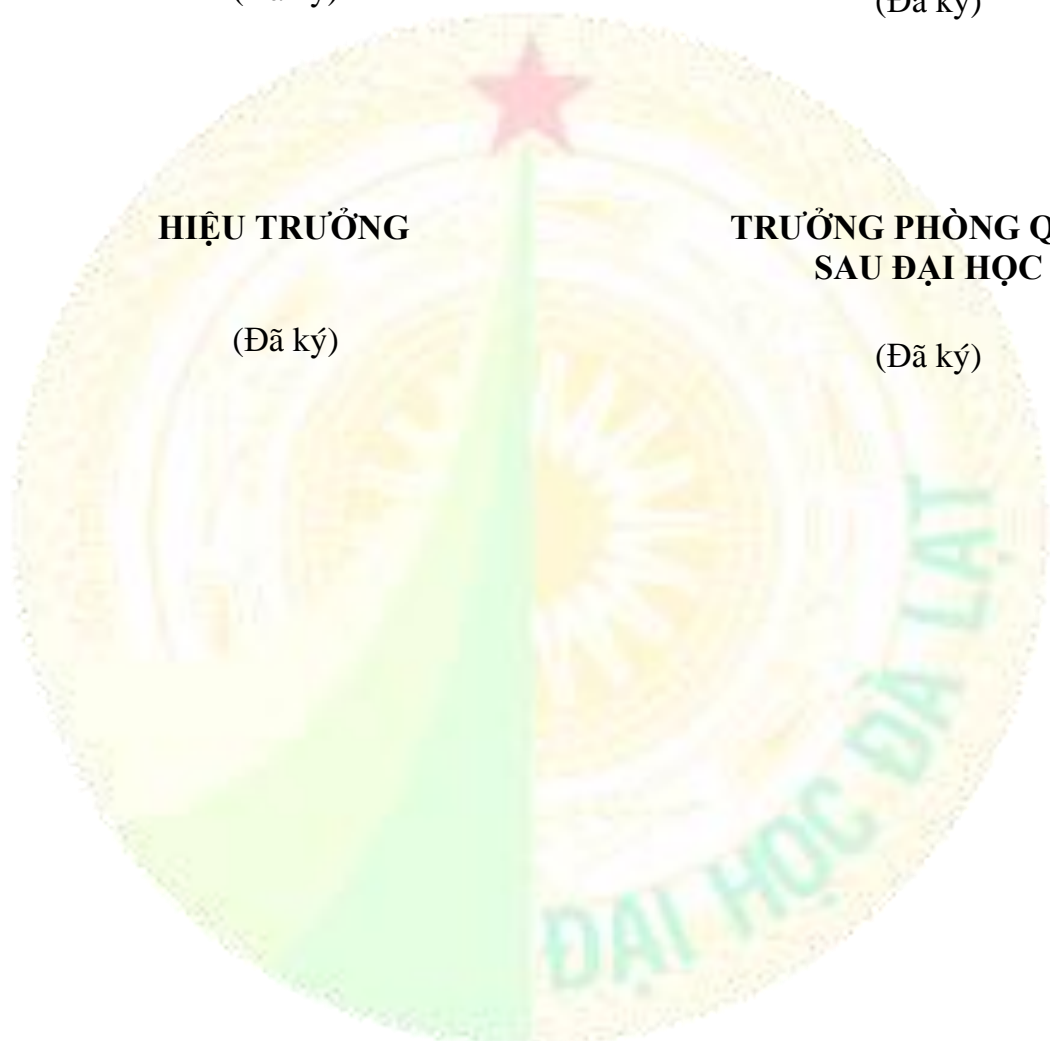 (Đã ký)
HIỆU TRƯỞNG
TRƯỞNG PHÒNG
SAU ĐẠI HỌC
(Đã ký)
(Đã ký)
ĐẠI HỌC ĐÀ LẠT